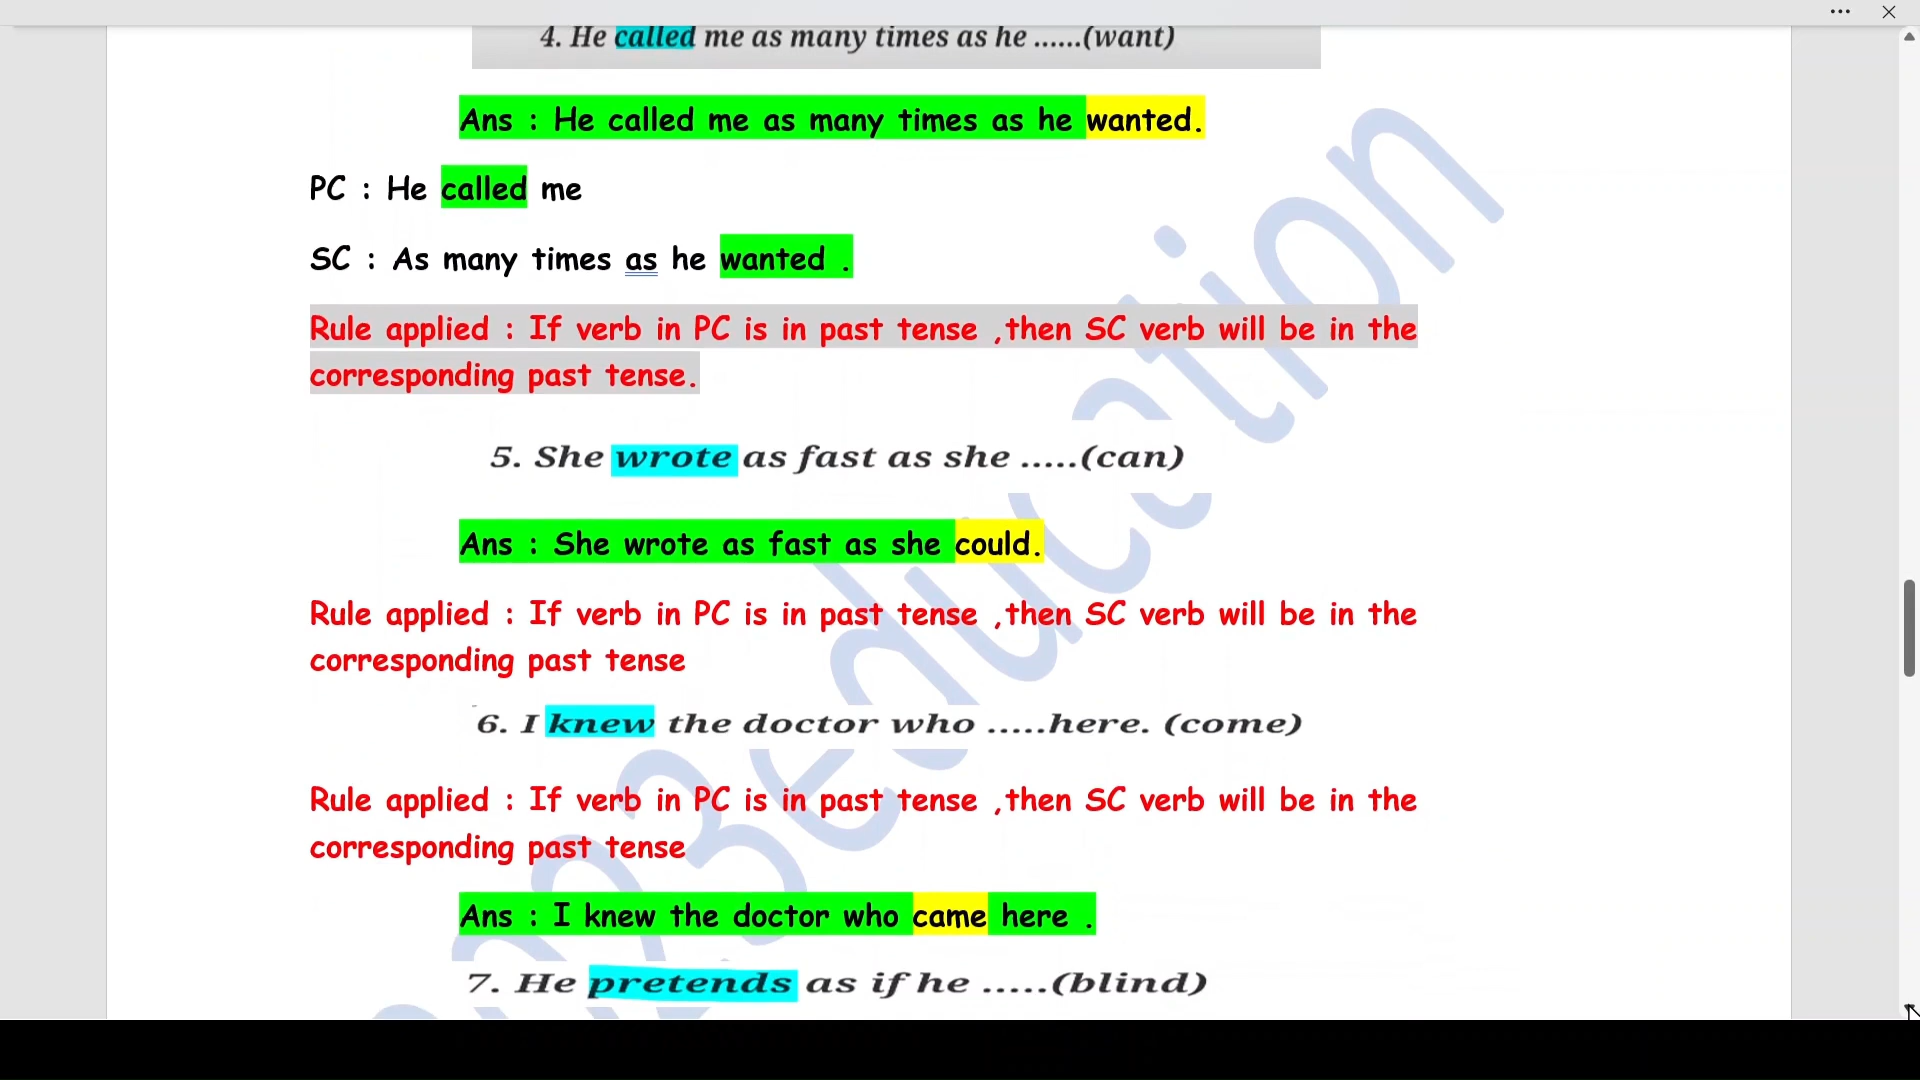 4. He called me as many times as he ......(want)
Ans : He called me as many times as he wanted.
PC : He called me
SC : As many times as he wanted .
Rule applied : If verb in PC is in past tense ,then SC verb will be in the
corresponding past tense.
5. She wrote as fast as she .....(can)
Ans : She wrote as fast as she could.
Rule applied : If verb in PC is in past tense ,then SC verb will be in the
corresponding past tense
6. I knew the doctor who .....here. (come)
Rule applied : If verb in PC is in past tense ,then SC verb will be in the
corresponding past tense
Ans : I knew the doctor who came here .
7. He pretends as if he .....(blind)